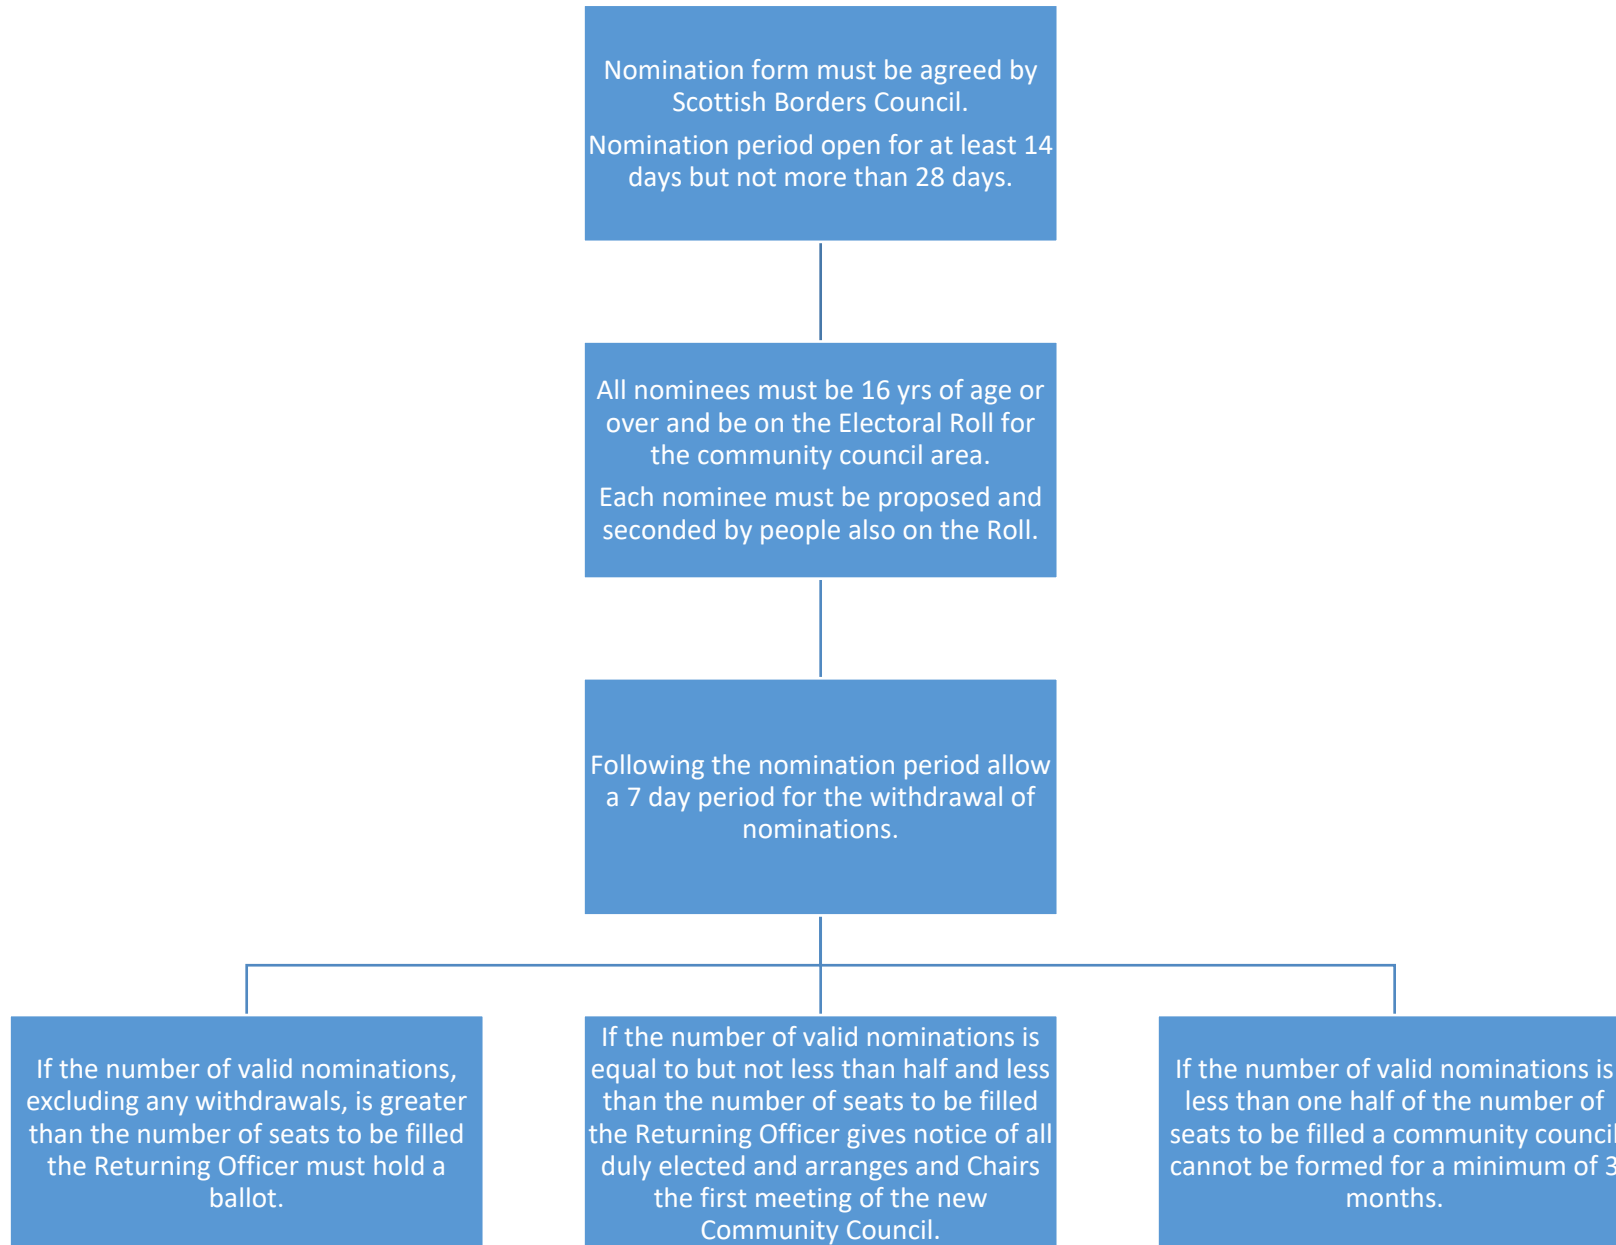 Nomination form must be agreed by
Scottish Borders Council.
Nomination period open for at least 14
days but not more than 28 days.
All nominees must be 16 yrs of age or
over and be on the Electoral Roll for
the community council area.
Each nominee must be proposed and
seconded by people also on the Roll.
Following the nomination period allow
a 7 day period for the withdrawal of
nominations.
If the number of valid nominations,
excluding any withdrawals, is greater
than the number of seats to be filled
the Returning Officer must hold a
ballot.
If the number of valid nominations is
equal to but not less than half and less
than the number of seats to be filled
the Returning Officer gives notice of all
duly elected and arranges and Chairs
the first meeting of the new
Community Council.
If the number of valid nominations is
less than one half of the number of
seats to be filled a community council
cannot be formed for a minimum of 3
months.